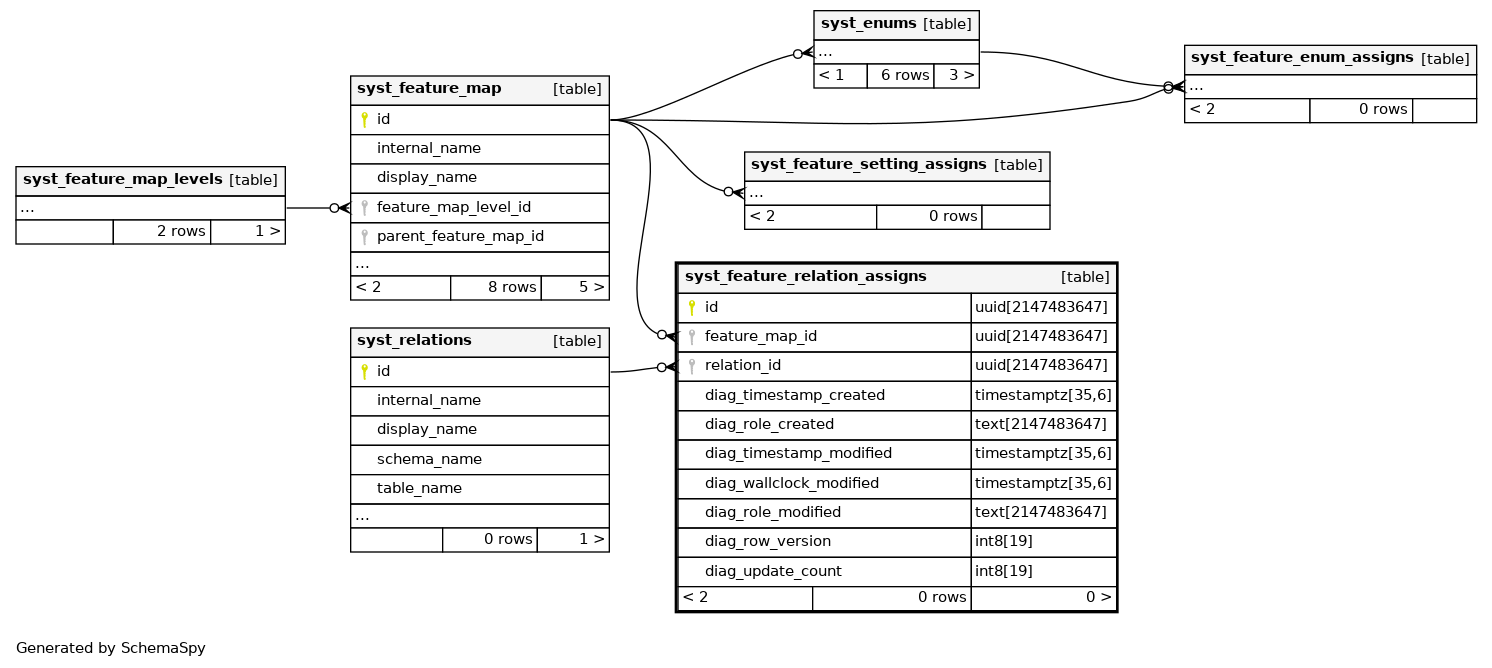 syst_enums [table]
...
< 1 6 rows 3 >
syst_feature_enum_assigns [table]
...
< 2 0 rows
syst_feature_map [table]
id
internal_name
display_name
feature_map_level_id
parent_feature_map_id
...
< 2 8 rows 5 >
syst_feature_map_levels [table]
...
2 rows 1 >
syst_feature_setting_assigns [table]
...
< 2 0 rows
syst_feature_relation_assigns [table]
id uuid[2147483647]
feature_map_id uuid[2147483647]
relation_id uuid[2147483647]
diag_timestamp_created timestamptz[35,6]
diag_role_created text[2147483647]
diag_timestamp_modified timestamptz[35,6]
diag_wallclock_modified timestamptz[35,6]
diag_role_modified text[2147483647]
diag_row_version int8[19]
diag_update_count int8[19]
< 2 0 rows 0 >
syst_relations [table]
id
internal_name
display_name
schema_name
table_name
...
0 rows 1 >
Generated by SchemaSpy